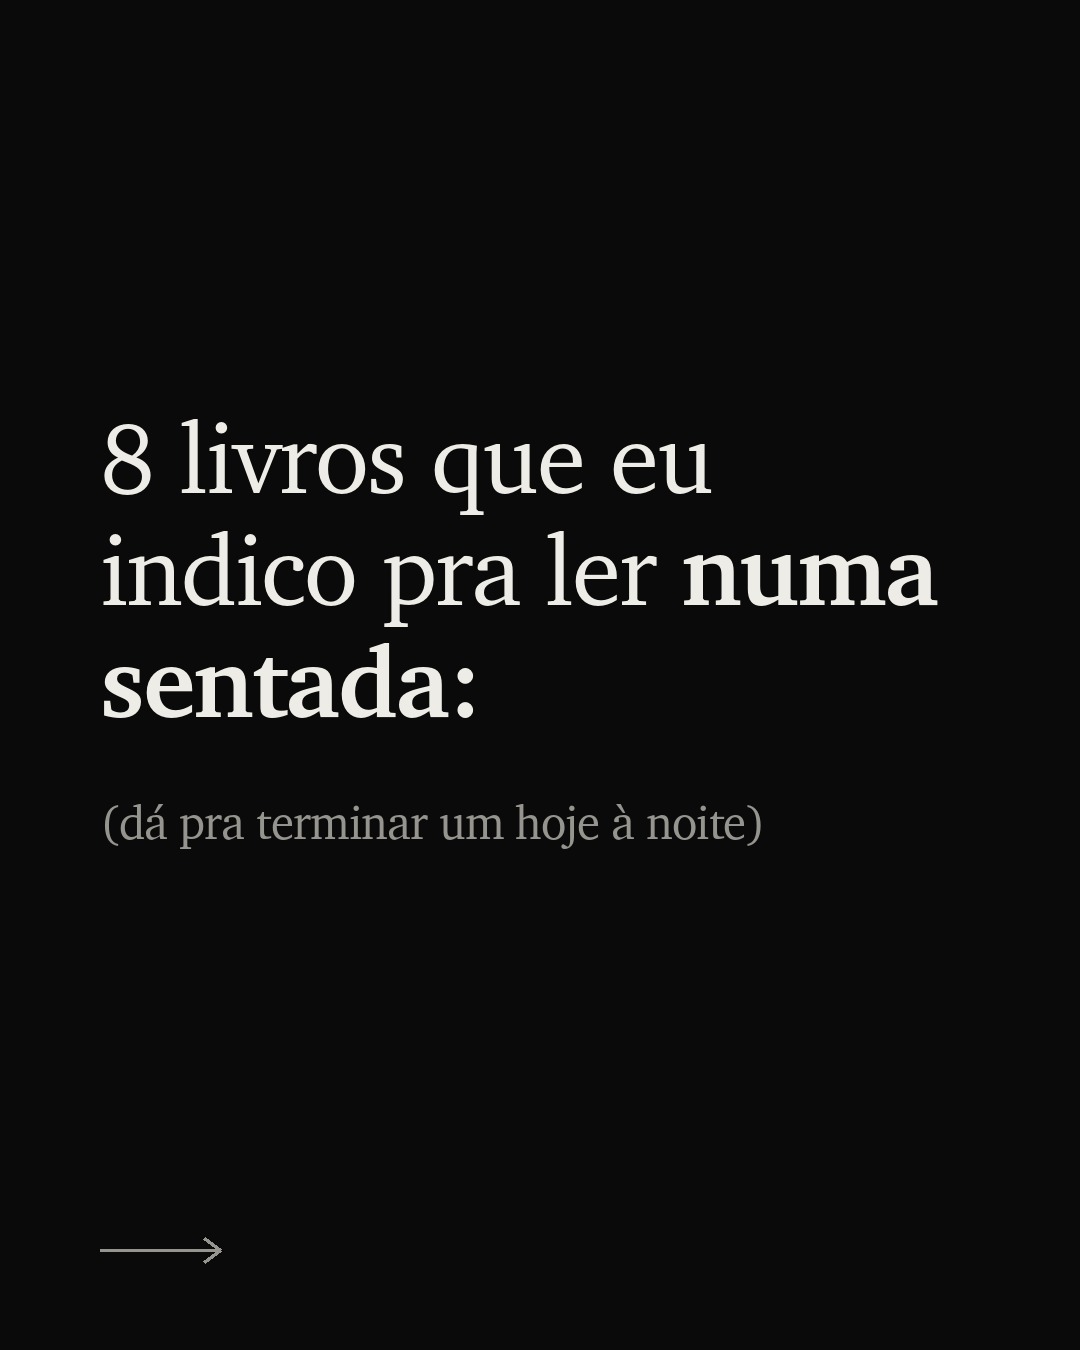 8 livros que eu
indico pra ler numa
sentada:
(dá pra terminar um hoje à noite)